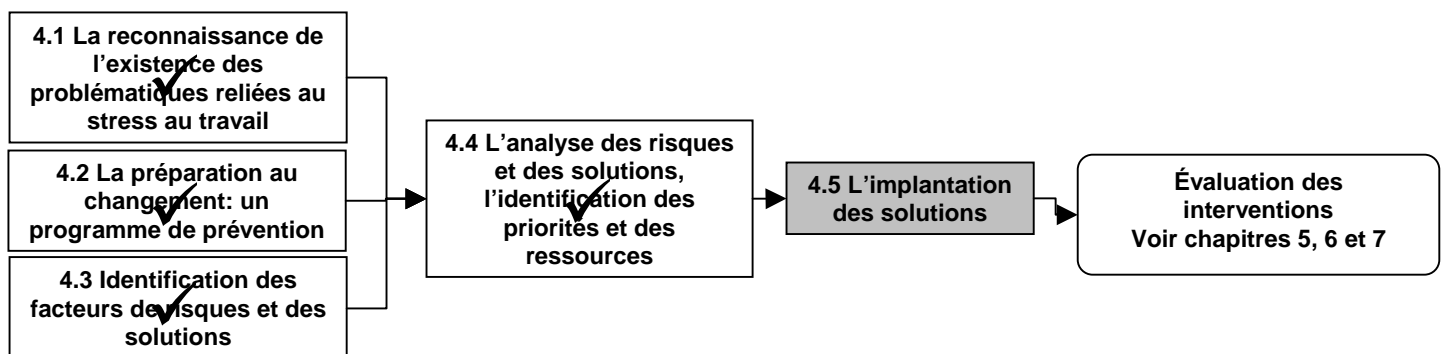 4.1 La reconnaissance de
l’existence des
problématiques reliées au
stress au travail
4.2 La préparation au
changement: un
programme de prévention
4.3 Identification des
facteurs de risques et des
solutions
4.4 L’analyse des risques
et des solutions,
l’identification des
priorités et des
ressources
4.5 L’implantation
des solutions
Évaluation des
interventions
Voir chapitres 5, 6 et 7